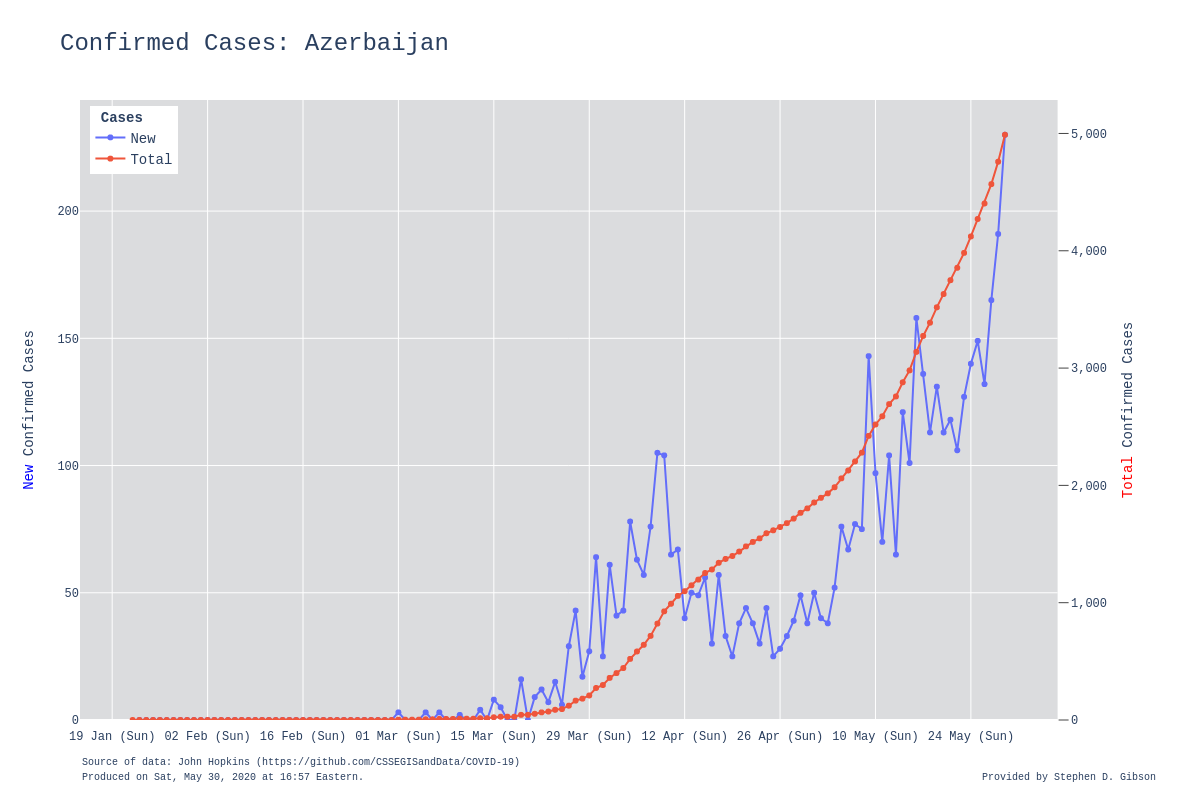 Confirmed Cases: Azerbaijan
Cases
New
Total
200
150
100
50
0
New Confirmed Cases
5,000
4,000
3,000
2,000
1,000
0
Total Confirmed Cases
19 Jan (Sun) 02 Feb (Sun) 16 Feb (Sun) 01 Mar (Sun) 15 Mar (Sun) 29 Mar (Sun) 12 Apr (Sun) 26 Apr (Sun) 10 May (Sun) 24 May (Sun)
Source of data: John Hopkins (https://github.com/CSSEGISandData/COVID-19)
Produced on Sat, May 30, 2020 at 16:57 Eastern.
Provided by Stephen D. Gibson